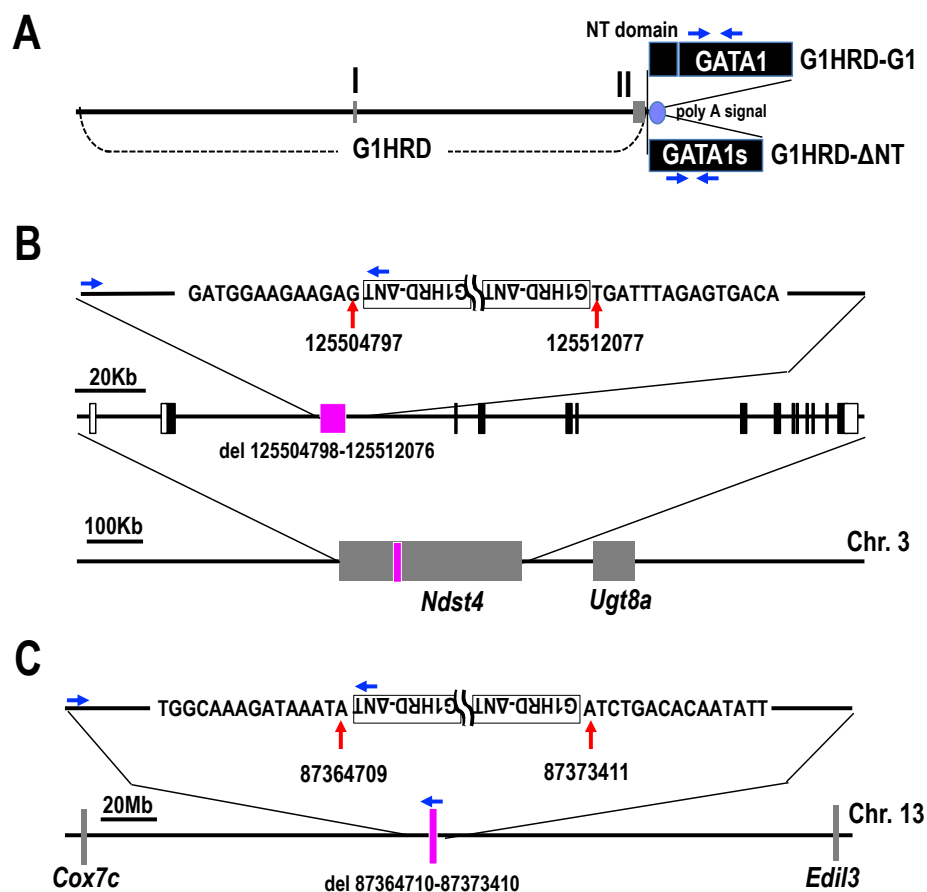 A
NT domain
GATA1
G1HRD-G1
I
II
poly A signal
G1HRD
GATA1s
G1HRD-ΔNT
B
GATGGAAGAAGAG
G1HRD-ΔNT
G1HRD-ΔNT
TGATTTAGAGTGACA
125504797
125512077
20Kb
del 125504798-125512076
100Kb
Chr. 3
Ndst4
Ugt8a
C
TGGCAAAGATAAATA
G1HRD-ΔNT
G1HRD-ΔNT
ATCTGACACAATATT
87364709
87373411
20Mb
Chr. 13
Cox7c
del 87364710-87373410
Edil3